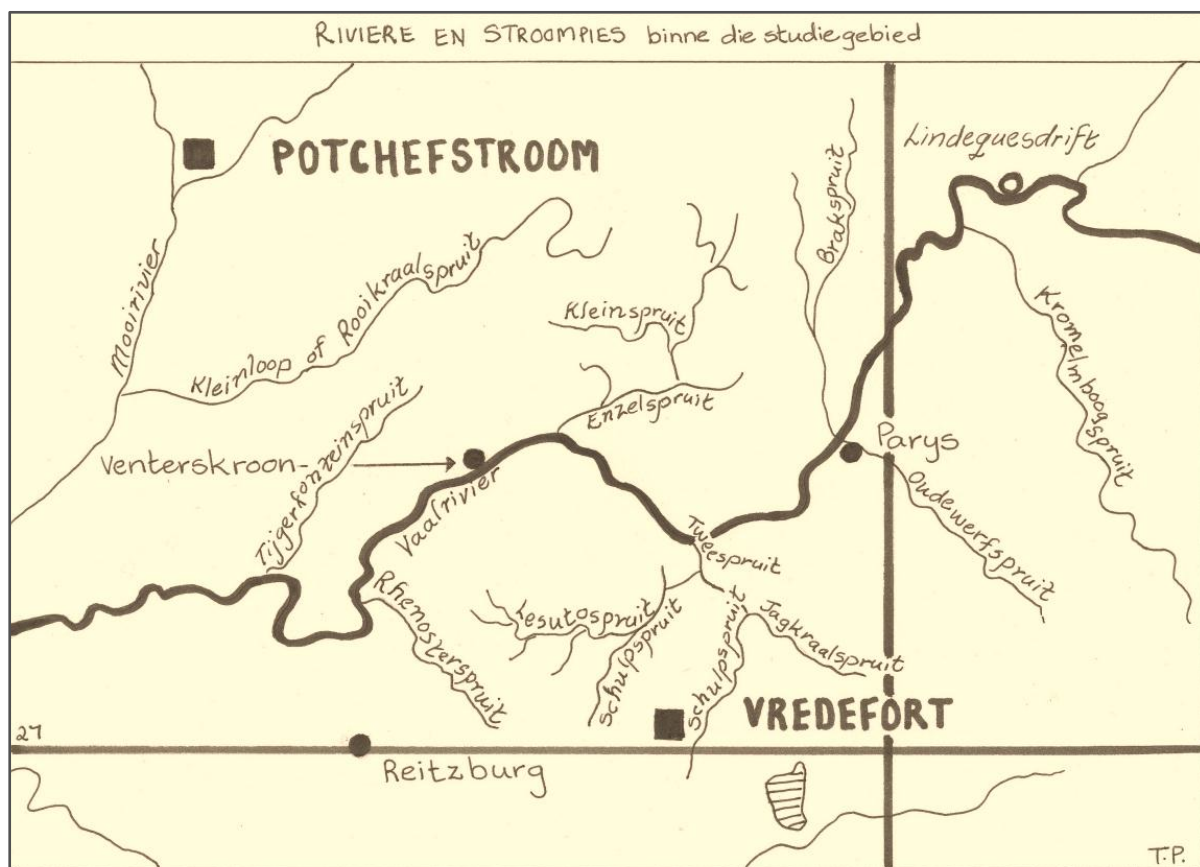 RIVIERE EN STROOMPIES binne die studiegebied
Lindequesdrift
POTCHEFSTROOM
Brakspruit
Mooirivier
Kleinloop of Rooikraalspruit
Kleinspruit
Kromelmboogspruit
Enzelspruit
Tijgerfonteinspruit
Venterskroon-
Parys
Vaalrivier
Oudewerfspruit
Tweespruit
Rhenosterspruit
Lesutospruit
Schulpspruit
Schulpspruit
Jagkraalspruit
VREDEFORT
27
Reitzburg
T.P.